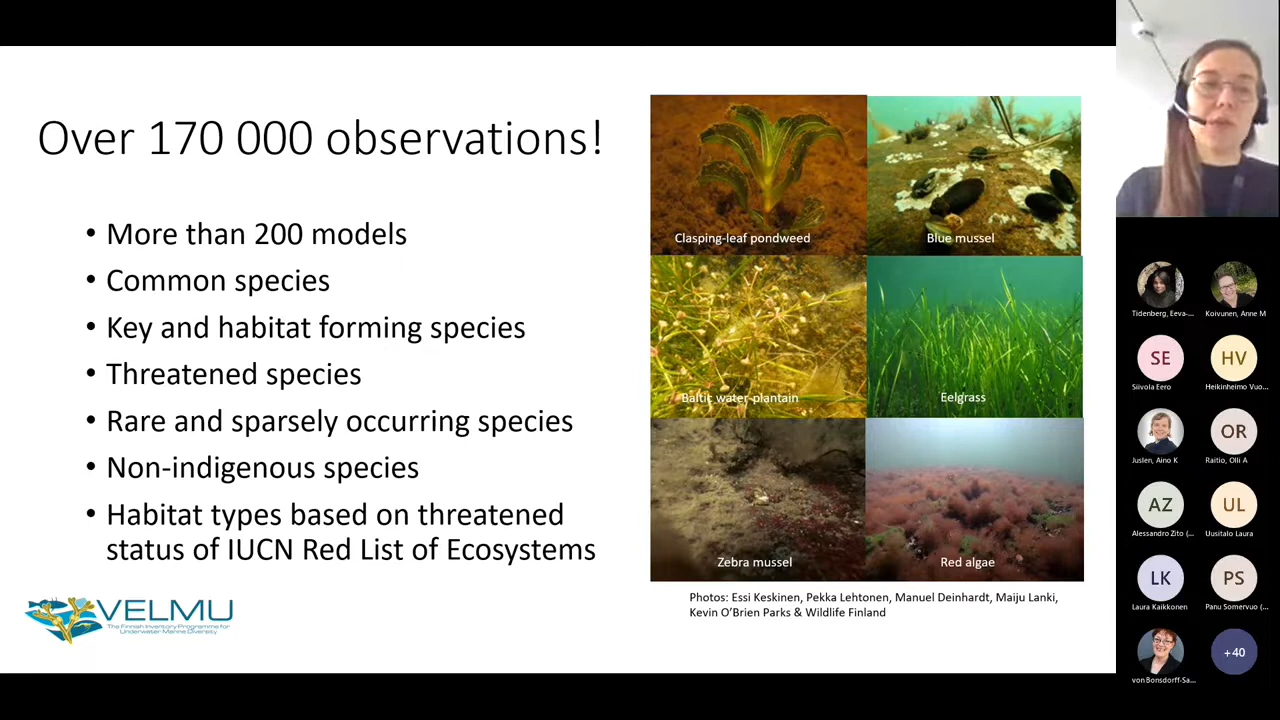 Over 170 000 observations!
• More than 200 models
• Common species
• Key and habitat forming species
• Threatened species
• Rare and sparsely occurring species
• Non-indigenous species
• Habitat types based on threatened
status of IUCN Red List of Ecosystems
VELMU
The Finnish Inventory Programme for
Underwater Marine Diversity
Clasping-leaf pondweed
Blue mussel
Baltic water-plantain
Eelgrass
Zebra mussel
Red algae
Photos: Essi Keskinen, Pekka Lehtonen, Manuel Deinhardt, Maiju Lanki,
Kevin O’Brien Parks & Wildlife Finland
Tidenberg, Eeva-...
Koivunen, Anne M
SE
HV
Siivola Eero
Heikinheimo Vuo...
OR
Juslen, Aino K
Raitio, Olli A
AZ
UL
Alessandro Zito (...
Uusitalo Laura
LK
PS
Laura Kaikkonen
Panu Somervuo (...
+40
von Bonsdorff-Sa...